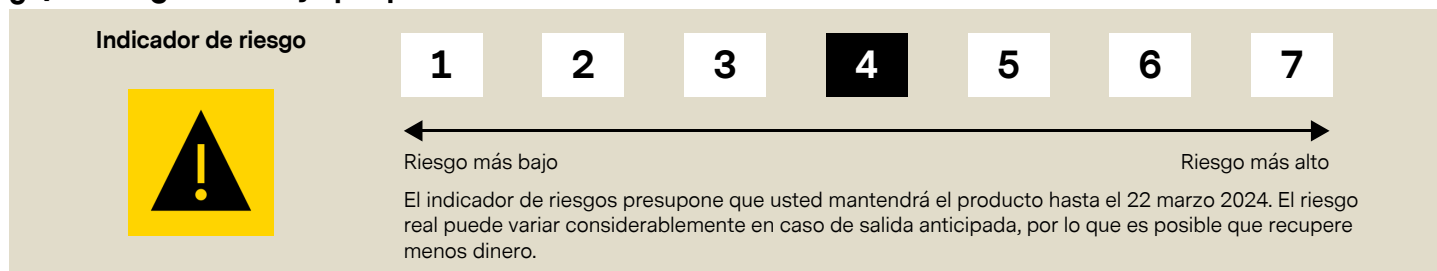 Indicador de riesgo
1 2 3 4 5 6 7
Riesgo más bajo Riesgo más alto
El indicador de riesgos presupone que usted mantendrá el producto hasta el 22 marzo 2024. El riesgo
real puede variar considerablemente en caso de salida anticipada, por lo que es posible que recupere
menos dinero.